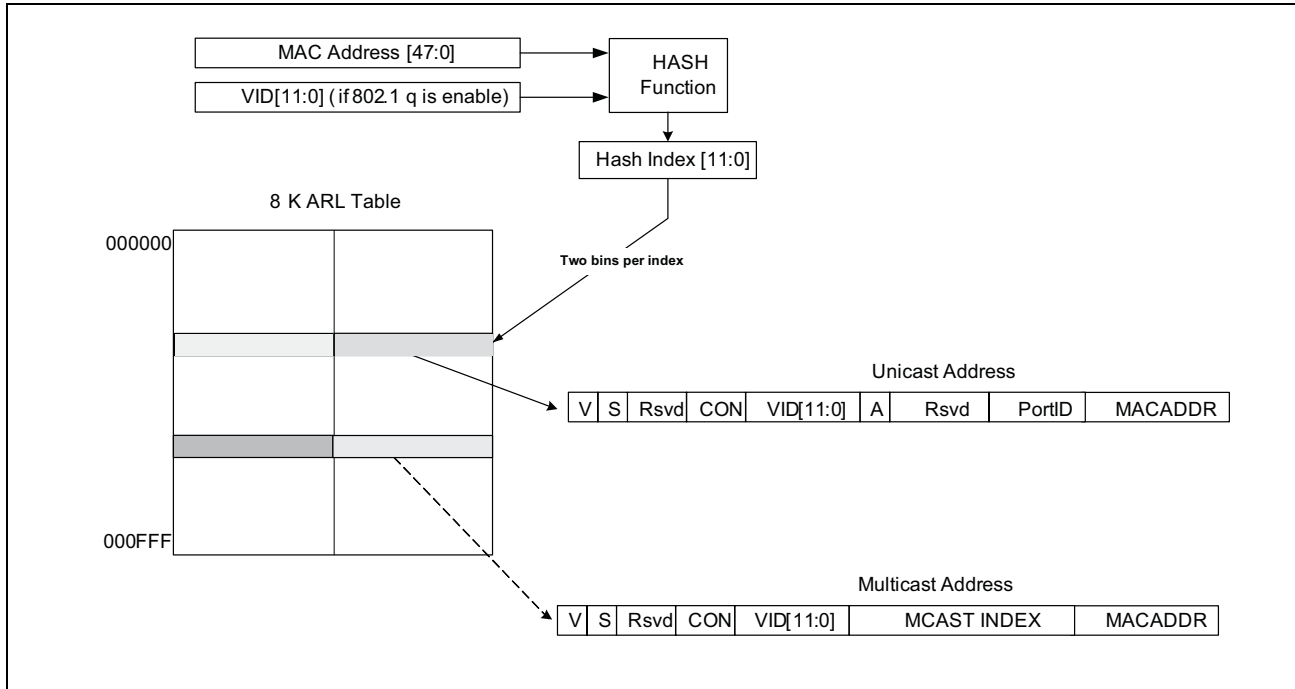 MAC Address [47:0]
VID[11:0] (if 802.1 q is enable)
HASH
Function
Hash Index [11:0]
8 K ARL Table
000000
Two bins per index
Unicast Address
V S Rsvd CON VID[11:0] A Rsvd PortID MACADDR
000FFF
Multicast Address
V S Rsvd CON VID[11:0] MCAST INDEX MACADDR